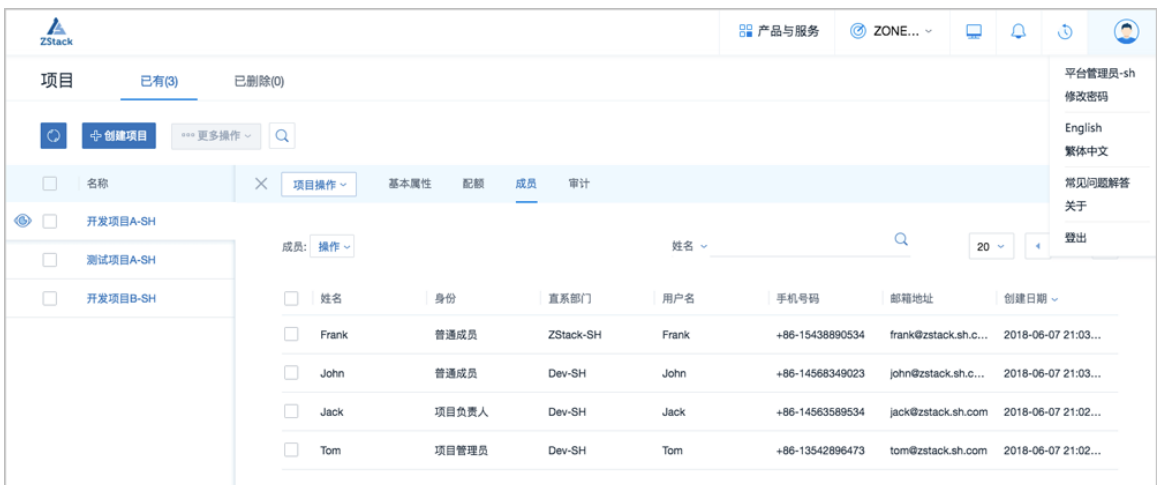 ZStack
产品与服务 ZONE...
项目 已有(3) 已删除(0)
平台管理员-sh
修改密码
English
繁体中文
常见问题解答
关于
登出
创建项目 更多操作
名称 项目操作 基本属性 配额 成员 审计
开发项目A-SH
测试项目A-SH
开发项目B-SH
成员: 操作 姓名 20
姓名 身份 直系部门 用户名 手机号码 邮箱地址 创建日期
Frank 普通成员 ZStack-SH Frank +86-15438890534 frank@zstack.sh.c... 2018-06-07 21:03...
John 普通成员 Dev-SH John +86-14568349023 john@zstack.sh.c... 2018-06-07 21:03...
Jack 项目负责人 Dev-SH Jack +86-14563589534 jack@zstack.sh.com 2018-06-07 21:02...
Tom 项目管理员 Dev-SH Tom +86-13542896473 tom@zstack.sh.com 2018-06-07 21:02...